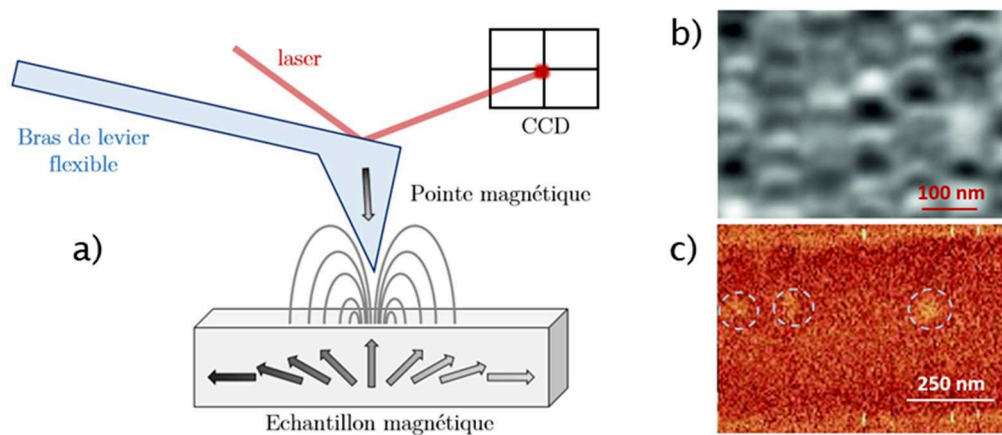 a)
laser
CCD
Bras de levier
flexible
Pointe magnétique
Echantillon magnétique
b)
100 nm
c)
250 nm